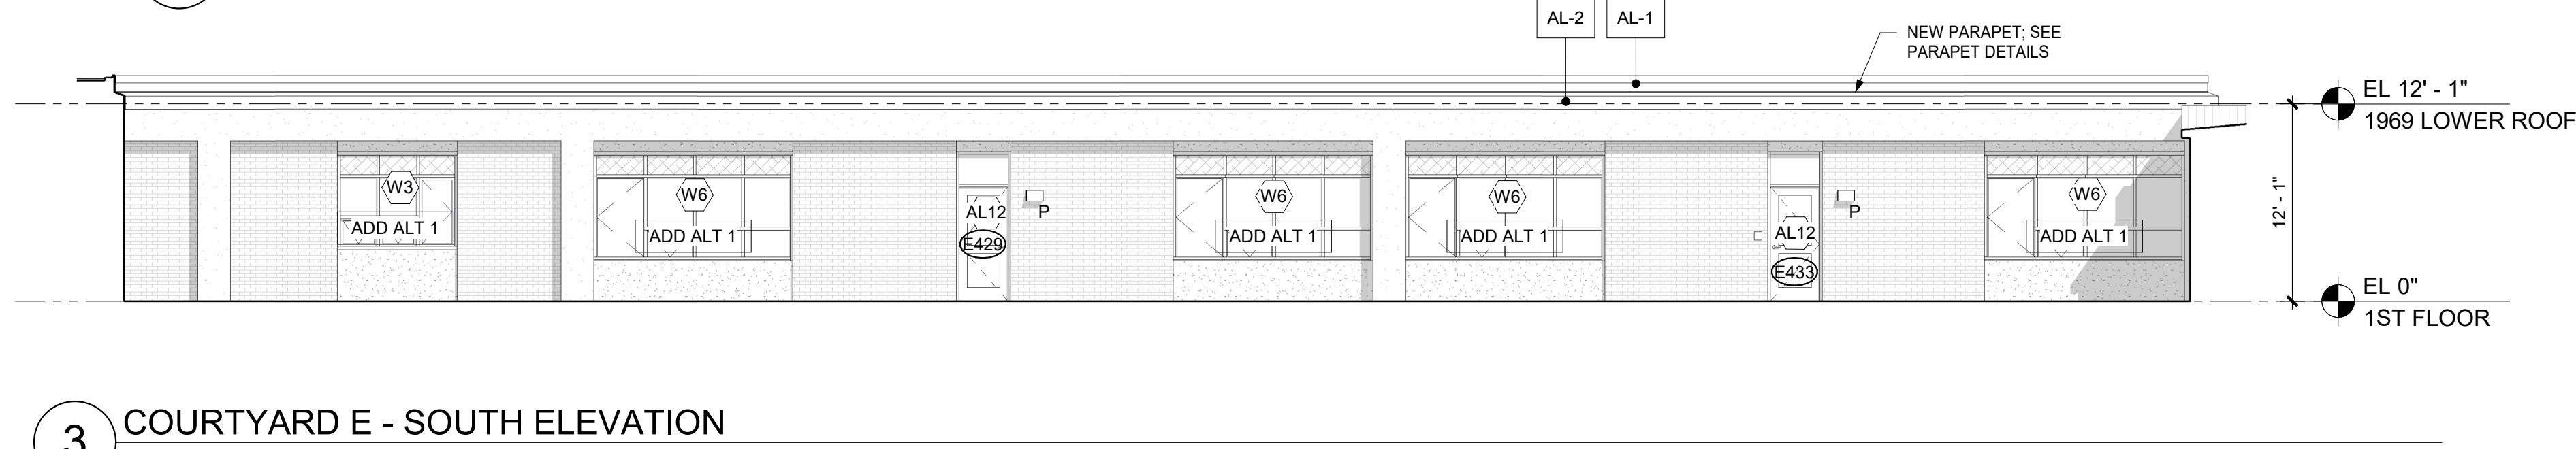 AL-2 AL-1
NEW PARAPET; SEE
PARAPET DETAILS
EL 12' - 1"
1969 LOWER ROOF
W3
ADD ALT 1
W6
ADD ALT 1
AL12
E429
P
W6
ADD ALT 1
W6
ADD ALT 1
AL12
E433
P
W6
ADD ALT 1
12' - 1"
EL 0"
1ST FLOOR
3
COURTYARD E - SOUTH ELEVATION